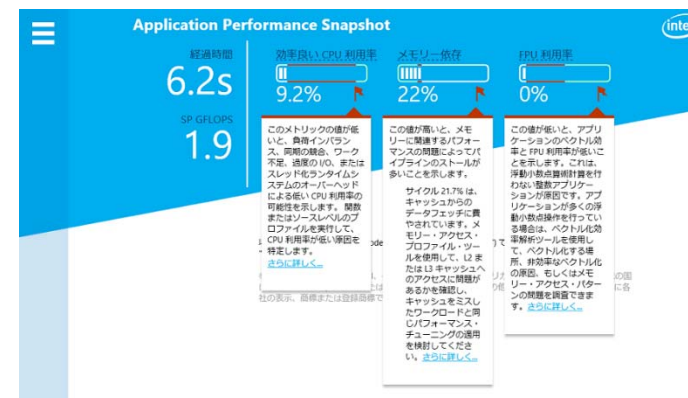 Application Performance Snapshot
(inte
経過時間
6.2s
SP GFLOPS
1.9
効率良い CPU 利用率
9.2%
このメトリックの値が低
いと、負荷インバラン
ス、同期の競合、ワーク
不足、過度の I/O、または
スレッド化ランタイムシ
ステムのオーバーヘッド
による低い CPU 利用率の
可能性を示します。 関数
またはソースレベルのプ
ロファイルを実行して、
CPU 利用率が低い原因を
特定します。
さらに詳しく...
メモリー依存
22%
この値が高いと、メモ
リーに関連するパフォー
マンスの問題によってパ
イプラインのストールが
多いことを示します。
サイクル 21.7% は、
キャッシュからの
データフェッチに費
やされています。メ
モリー・アクセス・
プロファイル・ツー
ルを使用して、L2 ま
たは L3 キャッシュへ
のアクセスに問題が
あるかを確認し、
キャッシュをミスし
たワークロードと同
じパフォーマンス・
チューニングの適用
を検討してくださ
い。さらに詳しく...
FPU 利用率
0%
この値が低いと、アプリ
ケーションのベクトル効
率と FPU 利用率が低いこ
とを示します。これは、
浮動小数点算術計算を行
わない整数アプリケー
ションが原因です。アプ
リケーションが多くの浮
動小数点操作を行ってい
る場合は、ベクトル化効
率解析ツールを使用し
て、ベクトル化する場
所、非効率なベクトル化
の原因、もしくはメモ
リー・アクセス・パター
ンの問題を調査できま
す。さらに詳しく...
社の表示、商標または登録商標で